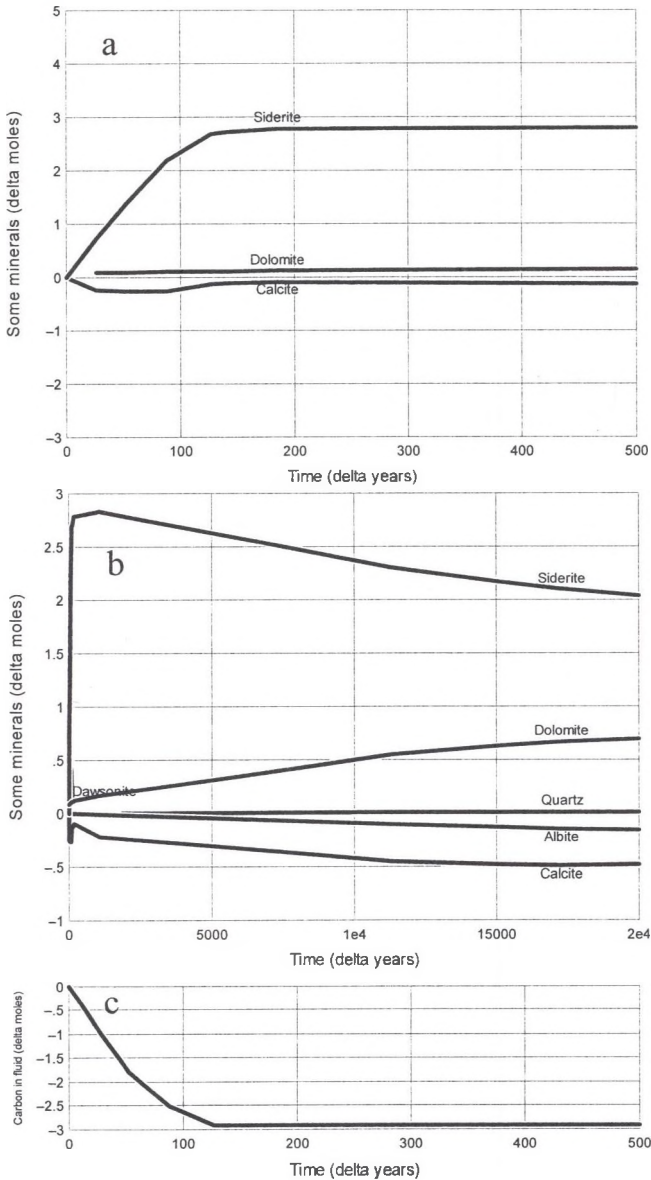 a
5
4
3
2
1
0
−1
−2
−3
Some minerals (delta moles)
Siderite
Dolomite
Calcite
0 100 200 300 400 500
Time (delta years)
b
3
2.5
2
1.5
1
.5
0
−.5
−1
Some minerals (delta moles)
Siderite
Dolomite
Dawsonite
Quartz
Albite
Calcite
0 5000 1e4 15000 2e4
Time (delta years)
c
0
−.5
−1
−1.5
−2
−2.5
−3
Carbon in fluid (delta moles)
0 100 200 300 400 500
Time (delta years)